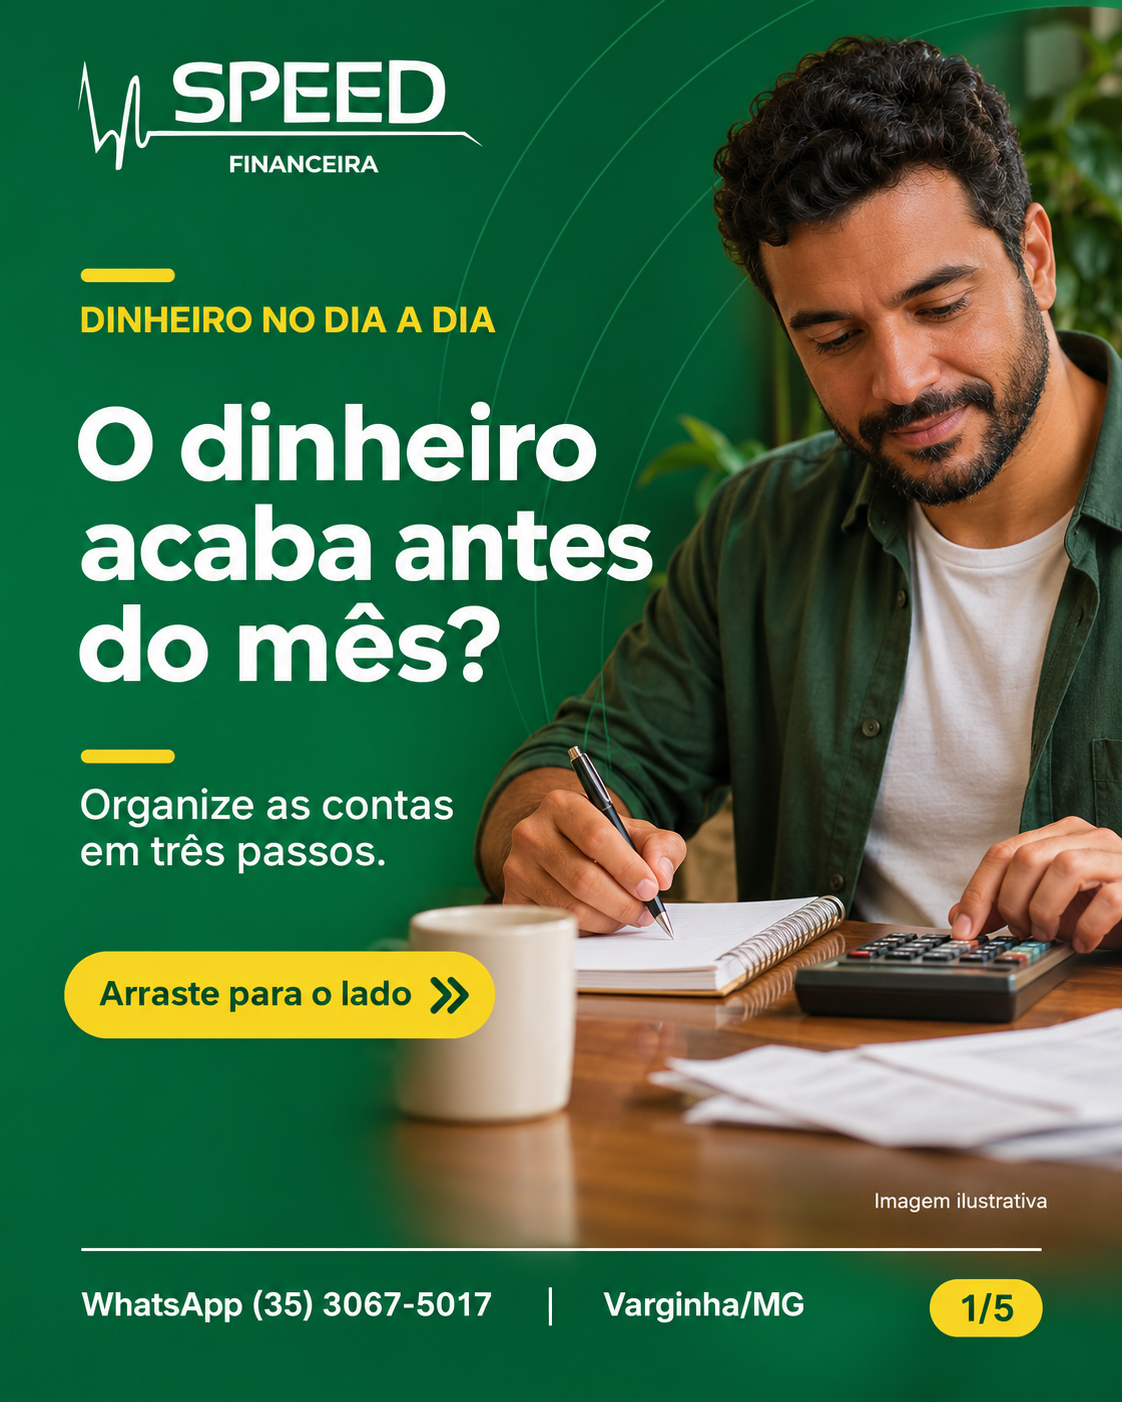 SPEED
FINANCEIRA
DINHEIRO NO DIA A DIA
O dinheiro
acaba antes
do mês?
Organize as contas
em três passos.
Arraste para o lado
Imagem ilustrativa
WhatsApp (35) 3067-5017 | Varginha/MG
1/5